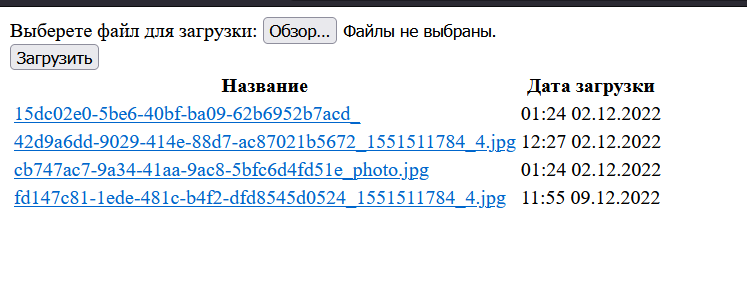 Выберете файл для загрузки: Обзор... Файлы не выбраны.
Загрузить
Название Дата загрузки
15dc02e0-5be6-40bf-ba09-62b6952b7acd_ 01:24 02.12.2022
42d9a6dd-9029-414e-88d7-ac87021b5672_1551511784_4.jpg 12:27 02.12.2022
cb747ac7-9a34-41aa-9ac8-5bfc6d4fd51e_photo.jpg 01:24 02.12.2022
fd147c81-1ede-481c-b4f2-dfd8545d0524_1551511784_4.jpg 11:55 09.12.2022